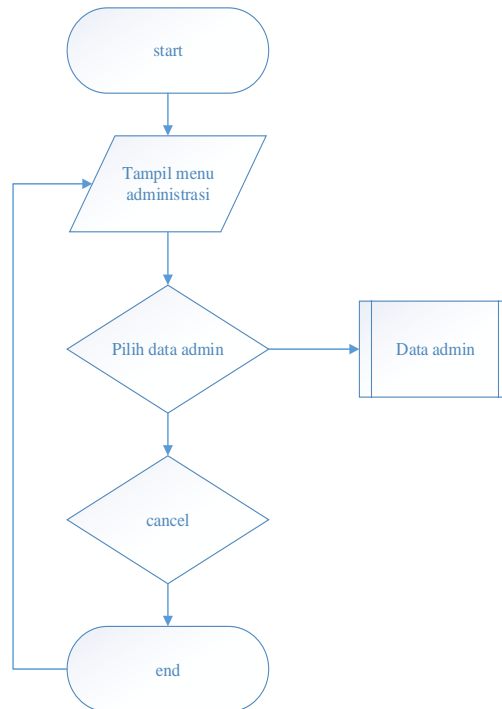 start
Tampil menu
administrasi
Pilih data admin
Data admin
cancel
end